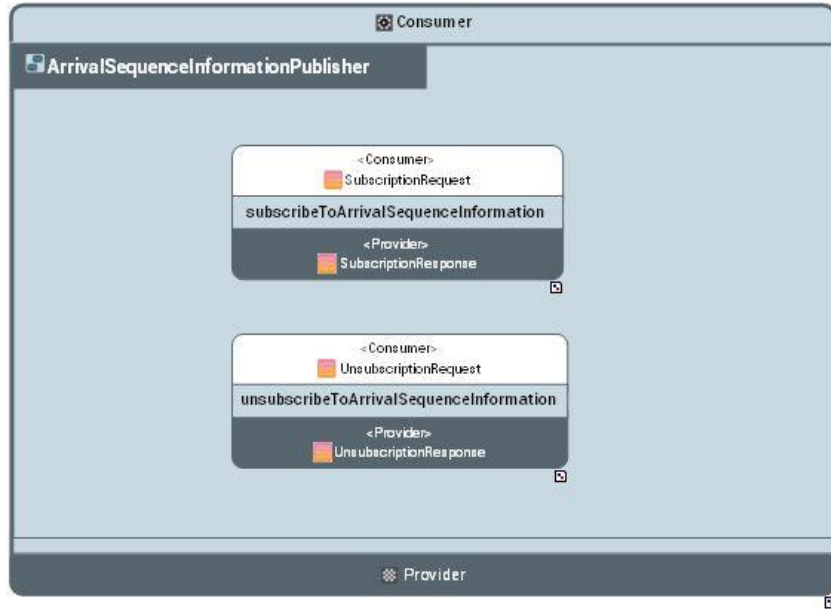 Consumer
ArrivalSequenceInformationPublisher
<Consumer>
SubscriptionRequest
subscribeToArrivalSequenceInformation
<Provider>
SubscriptionResponse
<Consumer>
UnsubscriptionRequest
unsubscribeToArrivalSequenceInformation
<Provider>
UnsubscriptionResponse
Provider